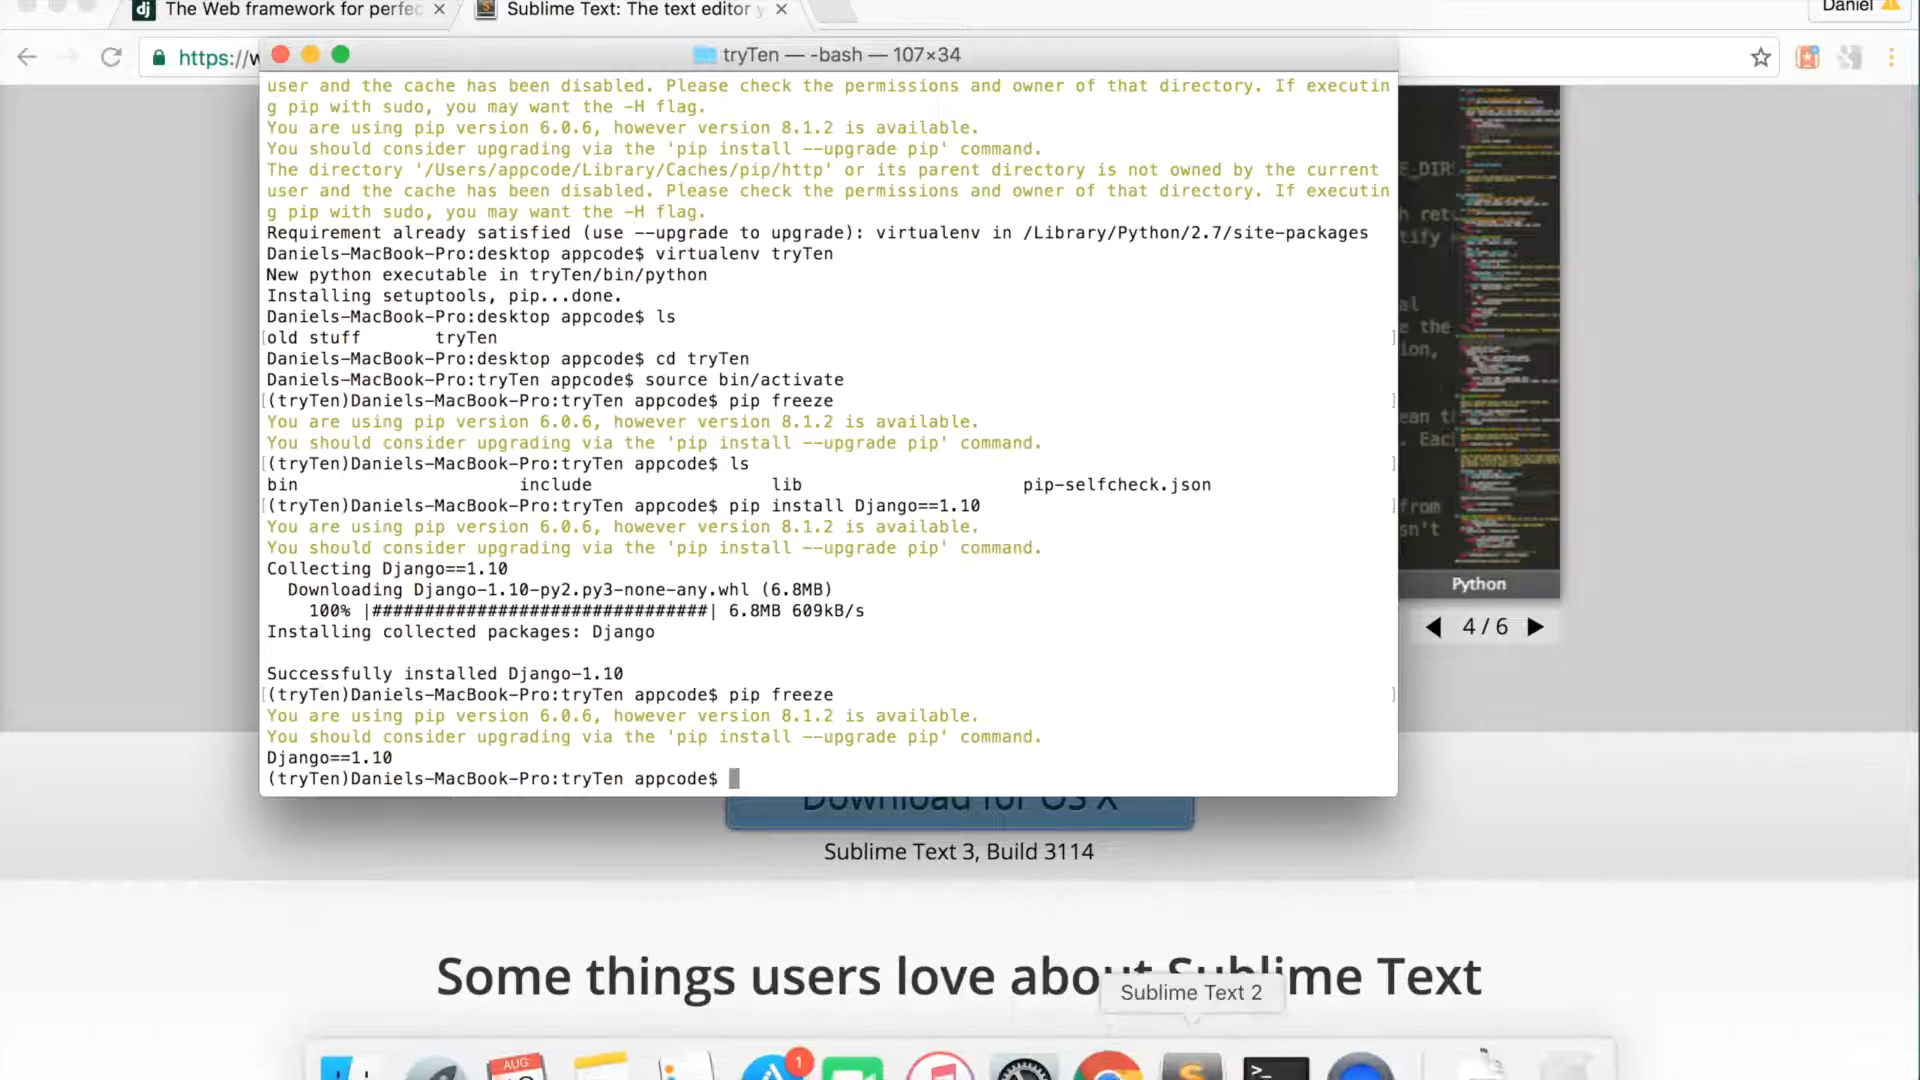 The Web framework for perfec
Sublime Text: The text editor y
Daniel
https://w
tryTen — -bash — 107×34
user and the cache has been disabled. Please check the permissions and owner of that directory. If executin
g pip with sudo, you may want the -H flag.
You are using pip version 6.0.6, however version 8.1.2 is available.
You should consider upgrading via the 'pip install --upgrade pip' command.
The directory '/Users/appcode/Library/Caches/pip/http' or its parent directory is not owned by the current
user and the cache has been disabled. Please check the permissions and owner of that directory. If executin
g pip with sudo, you may want the -H flag.
Requirement already satisfied (use --upgrade to upgrade): virtualenv in /Library/Python/2.7/site-packages
Daniels-MacBook-Pro:desktop appcode$ virtualenv tryTen
New python executable in tryTen/bin/python
Installing setuptools, pip...done.
Daniels-MacBook-Pro:desktop appcode$ ls
old stuff tryTen
Daniels-MacBook-Pro:desktop appcode$ cd tryTen
Daniels-MacBook-Pro:tryTen appcode$ source bin/activate
(tryTen)Daniels-MacBook-Pro:tryTen appcode$ pip freeze
You are using pip version 6.0.6, however version 8.1.2 is available.
You should consider upgrading via the 'pip install --upgrade pip' command.
(tryTen)Daniels-MacBook-Pro:tryTen appcode$ ls
bin include lib pip-selfcheck.json
(tryTen)Daniels-MacBook-Pro:tryTen appcode$ pip install Django==1.10
You are using pip version 6.0.6, however version 8.1.2 is available.
You should consider upgrading via the 'pip install --upgrade pip' command.
Collecting Django==1.10
Downloading Django-1.10-py2.py3-none-any.whl (6.8MB)
100% |################################| 6.8MB 609kB/s
Installing collected packages: Django
Successfully installed Django-1.10
(tryTen)Daniels-MacBook-Pro:tryTen appcode$ pip freeze
You are using pip version 6.0.6, however version 8.1.2 is available.
You should consider upgrading via the 'pip install --upgrade pip' command.
Django==1.10
(tryTen)Daniels-MacBook-Pro:tryTen appcode$
Python
4 / 6
Download for OS X
Sublime Text 3, Build 3114
Some things users love about Sublime Text
Sublime Text 2
AUG
1